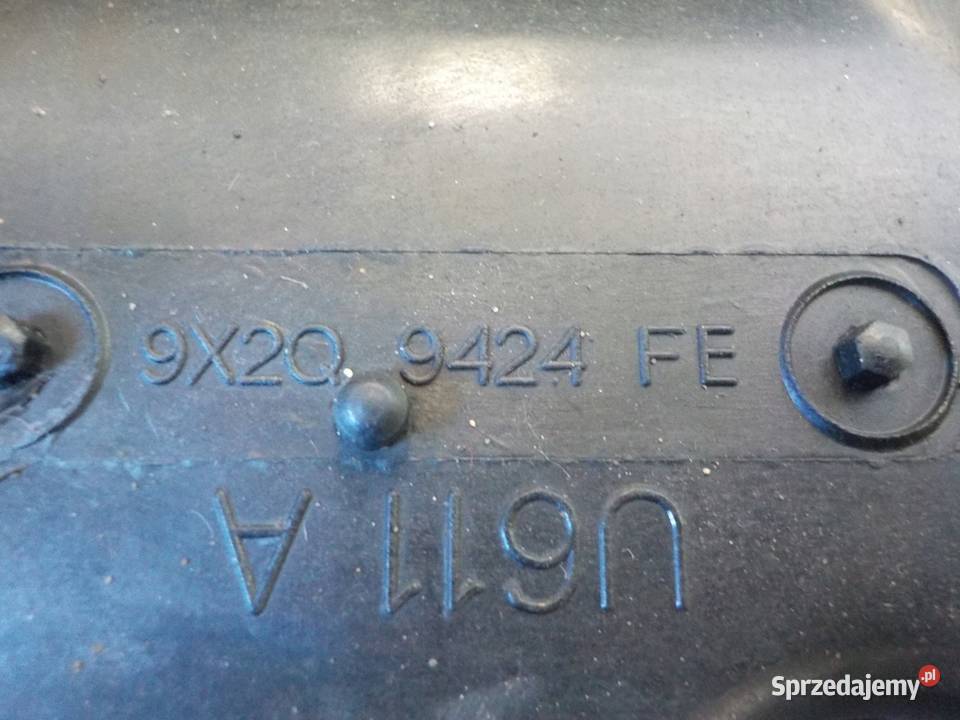 9X2Q 9424 FE
U611 A
Sprzedajemy.pl